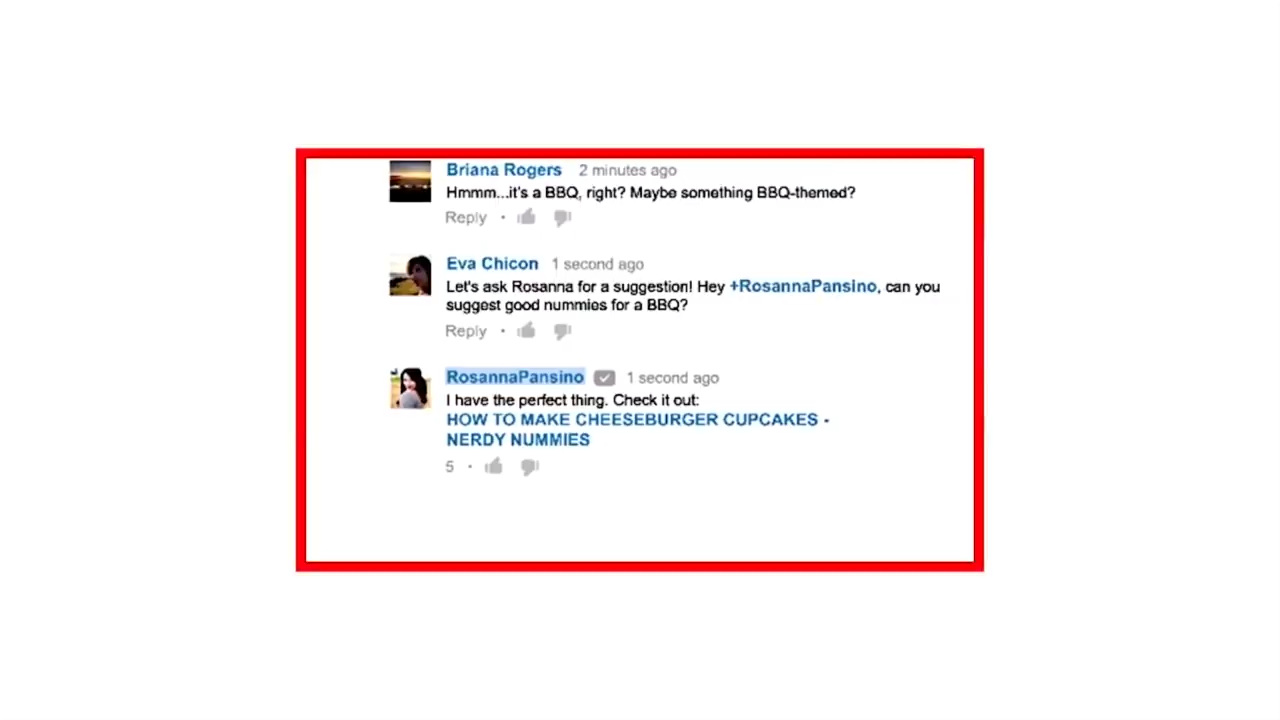 Briana Rogers 2 minutes ago
Hmmm...it's a BBQ, right? Maybe something BBQ-themed?
Reply •
Eva Chicon 1 second ago
Let's ask Rosanna for a suggestion! Hey +RosannaPansino, can you
suggest good nummies for a BBQ?
Reply •
RosannaPansino 1 second ago
I have the perfect thing. Check it out:
HOW TO MAKE CHEESEBURGER CUPCAKES -
NERDY NUMMIES
5 •